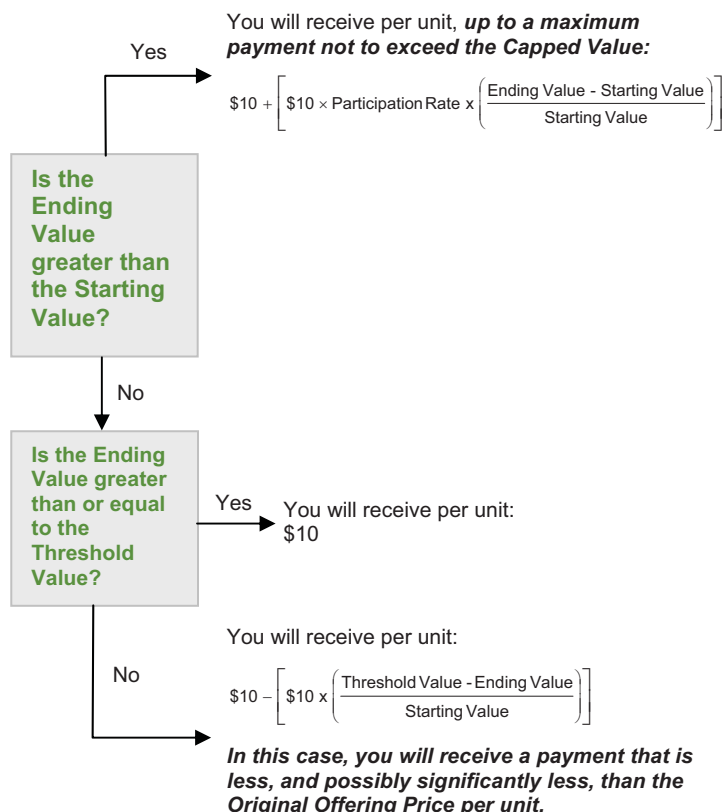 You will receive per unit, up to a maximum
payment not to exceed the Capped Value:
Yes
$10 + [ $10 × Participation Rate x ( Ending Value - Starting Value / Starting Value ) ]
Is the
Ending
Value
greater than
the Starting
Value?
No
Is the Ending
Value greater
than or equal
to the
Threshold
Value?
Yes
You will receive per unit:
$10
You will receive per unit:
No
$10 – [ $10 x ( Threshold Value - Ending Value / Starting Value ) ]
In this case, you will receive a payment that is
less, and possibly significantly less, than the
Original Offering Price per unit.